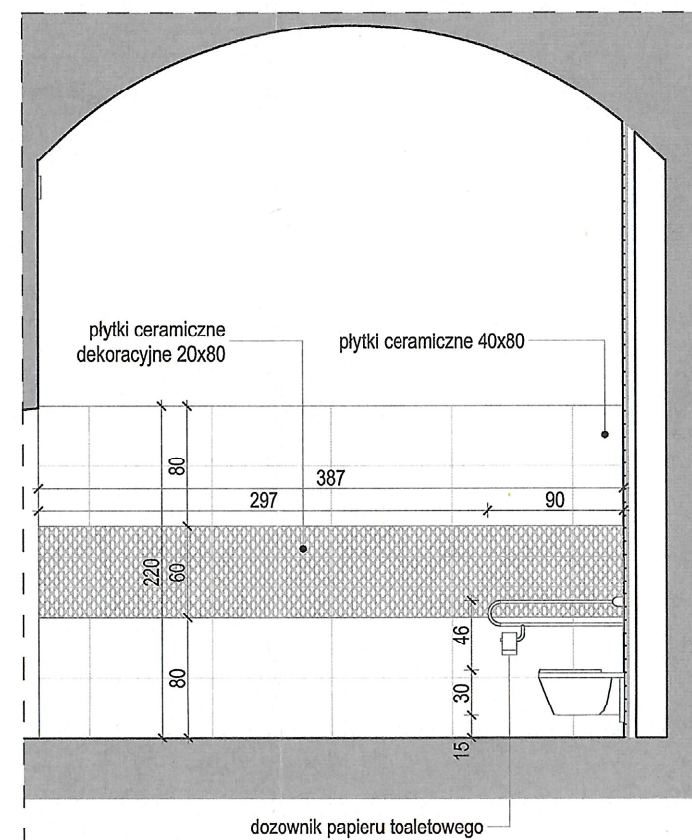 płytki ceramiczne
dekoracyjne 20x80
płytki ceramiczne 40x80
80
387
297
90
220
60
46
80
30
15
dozownik papieru toaletowego